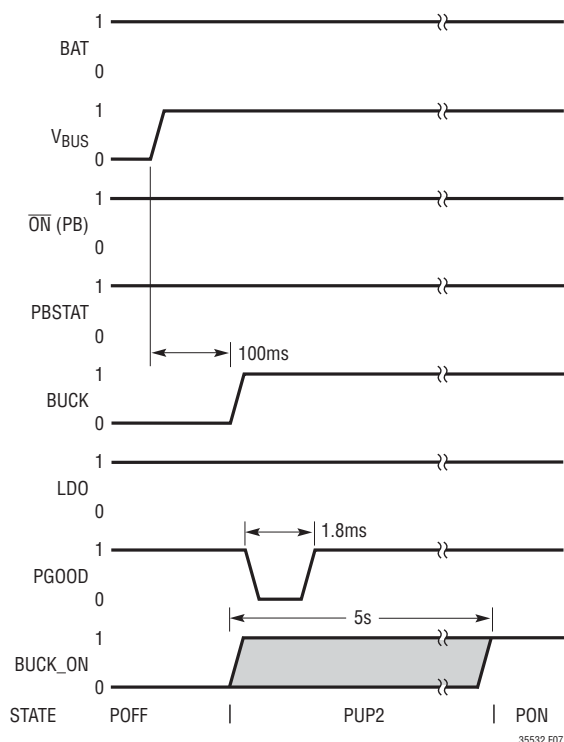 1
BAT
0
1
VBUS
0
1
ON (PB)
0
1
PBSTAT
0
100ms
1
BUCK
0
1
LDO
0
1.8ms
1
PGOOD
0
5s
1
BUCK_ON
0
STATE POFF | PUP2 | PON
35532 F07